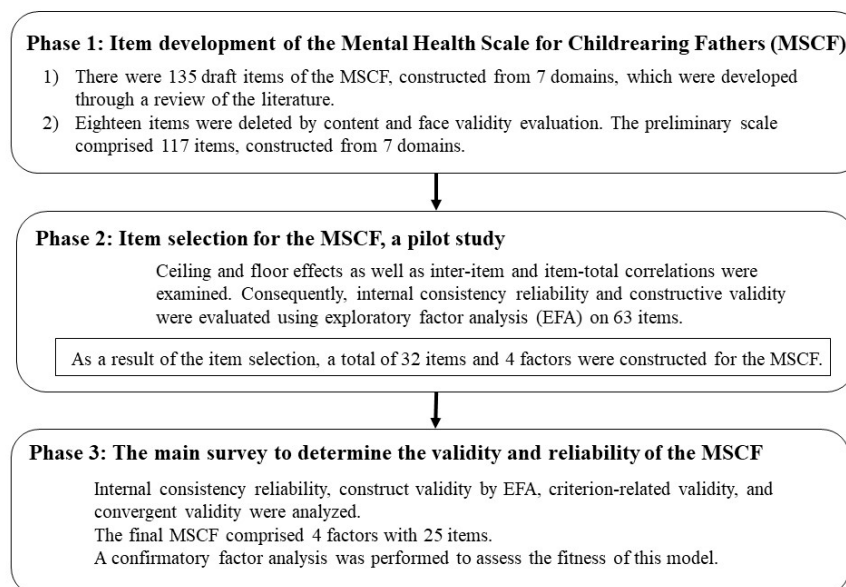 Phase 1: Item development of the Mental Health Scale for Childrearing Fathers (MSCF)
1) There were 135 draft items of the MSCF, constructed from 7 domains, which were developed
through a review of the literature.
2) Eighteen items were deleted by content and face validity evaluation. The preliminary scale
comprised 117 items, constructed from 7 domains.
Phase 2: Item selection for the MSCF, a pilot study
Ceiling and floor effects as well as inter-item and item-total correlations were
examined. Consequently, internal consistency reliability and constructive validity
were evaluated using exploratory factor analysis (EFA) on 63 items.
As a result of the item selection, a total of 32 items and 4 factors were constructed for the MSCF.
Phase 3: The main survey to determine the validity and reliability of the MSCF
Internal consistency reliability, construct validity by EFA, criterion-related validity, and
convergent validity were analyzed.
The final MSCF comprised 4 factors with 25 items.
A confirmatory factor analysis was performed to assess the fitness of this model.